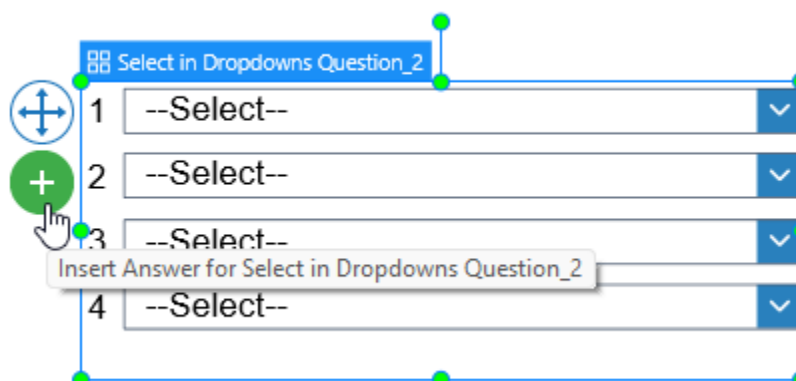 Select in Dropdowns Question_2
1 --Select--
2 --Select--
3 --Select--
Insert Answer for Select in Dropdowns Question_2
4 --Select--